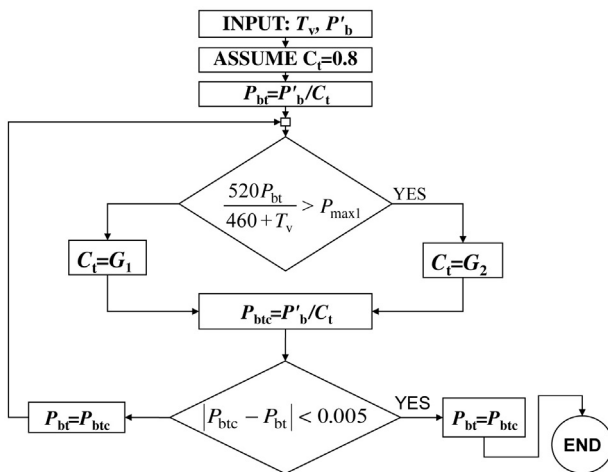 INPUT: Tᵥ, P'b
ASSUME Cₜ=0.8
Pbt=P'b/Cₜ
520Pbt / 460+Tᵥ > Pmax1
YES
Cₜ=G₁
Cₜ=G₂
Pbtc=P'b/Cₜ
Pbt=Pbtc
|Pbtc − Pbt| < 0.005
YES
Pbt=Pbtc
END